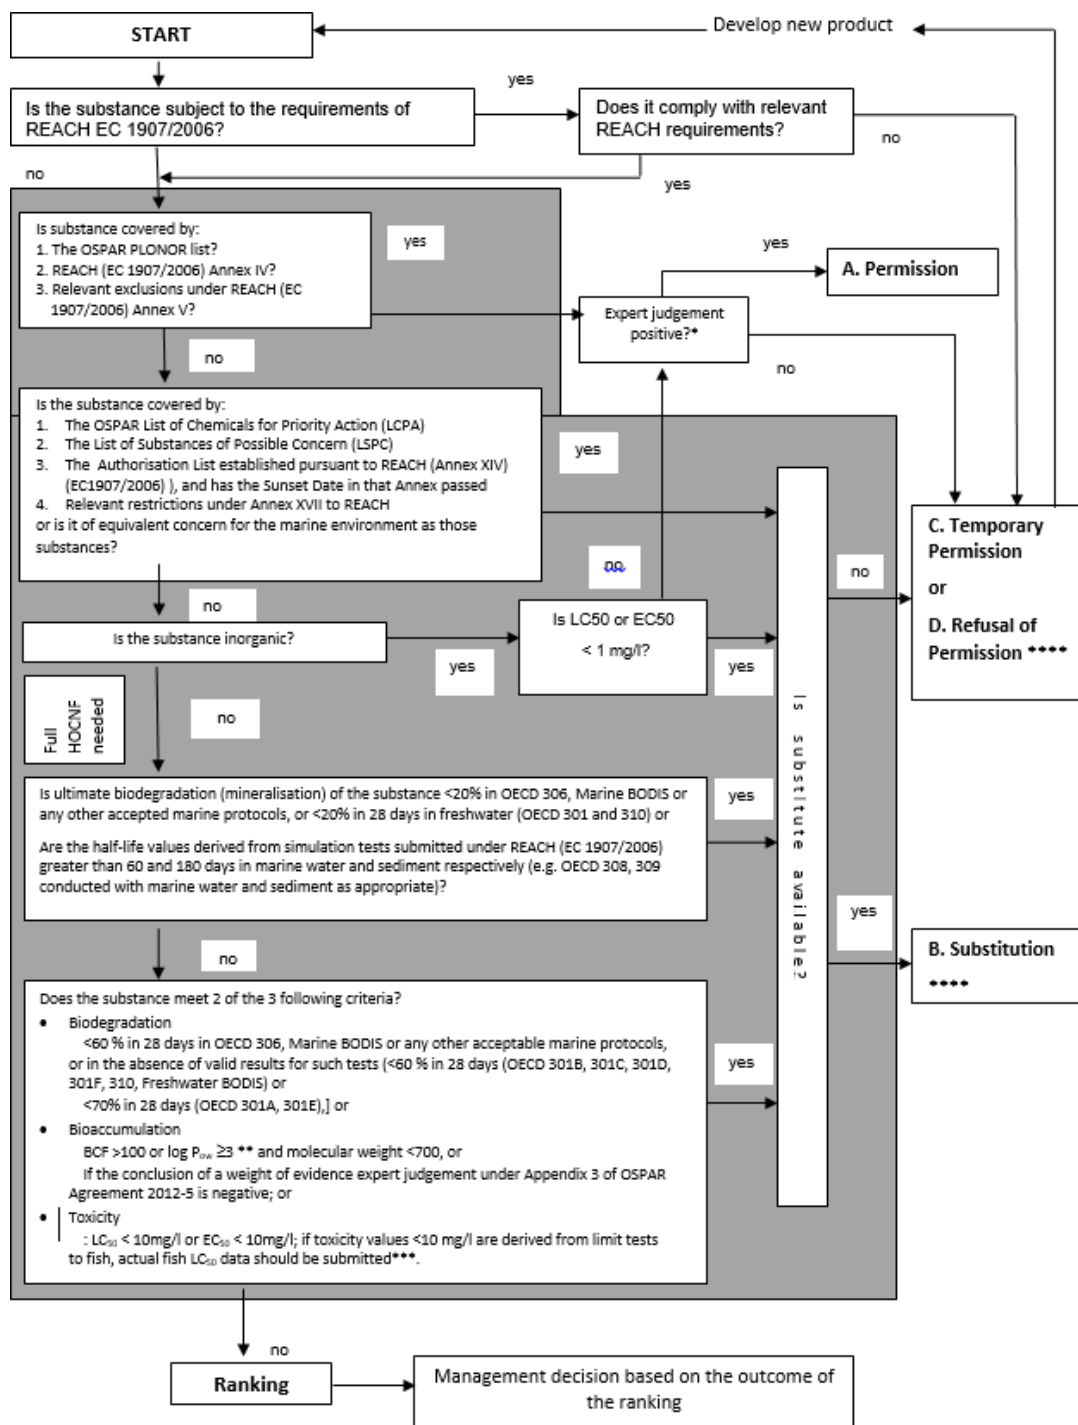 Develop new product
START
yes
Is the substance subject to the requirements of
REACH EC 1907/2006?
Does it comply with relevant
REACH requirements?
no
no
yes
Is substance covered by:
1. The OSPAR PLONOR list?
2. REACH (EC 1907/2006) Annex IV?
3. Relevant exclusions under REACH (EC
1907/2006) Annex V?
yes
yes
A. Permission
Expert judgement
positive?*
no
no
Is the substance covered by:
1. The OSPAR List of Chemicals for Priority Action (LCPA)
2. The List of Substances of Possible Concern (LSPC)
3. The Authorisation List established pursuant to REACH (Annex XIV)
(EC1907/2006) ), and has the Sunset Date in that Annex passed
4. Relevant restrictions under Annex XVII to REACH
or is it of equivalent concern for the marine environment as those
substances?
yes
no
no
C. Temporary
Permission
or
D. Refusal of
Permission ****
no
Is the substance inorganic?
yes
Is LC50 or EC50
< 1 mg/l?
yes
Is substitute available?
Full
HOCNF
needed
no
Is ultimate biodegradation (mineralisation) of the substance <20% in OECD 306, Marine BODIS or
any other accepted marine protocols, or <20% in 28 days in freshwater (OECD 301 and 310) or
Are the half-life values derived from simulation tests submitted under REACH (EC 1907/2006)
greater than 60 and 180 days in marine water and sediment respectively (e.g. OECD 308, 309
conducted with marine water and sediment as appropriate)?
yes
yes
B. Substitution
****
no
Does the substance meet 2 of the 3 following criteria?
• Biodegradation
<60 % in 28 days in OECD 306, Marine BODIS or any other acceptable marine protocols,
or in the absence of valid results for such tests (<60 % in 28 days (OECD 301B, 301C, 301D,
301F, 310, Freshwater BODIS) or
<70% in 28 days (OECD 301A, 301E),] or
• Bioaccumulation
BCF >100 or log Pow ≥3 ** and molecular weight <700, or
If the conclusion of a weight of evidence expert judgement under Appendix 3 of OSPAR
Agreement 2012-5 is negative; or
• Toxicity
: LC50 < 10mg/l or EC50 < 10mg/l; if toxicity values <10 mg/l are derived from limit tests
to fish, actual fish LC50 data should be submitted***.
yes
no
Ranking
Management decision based on the outcome of
the ranking